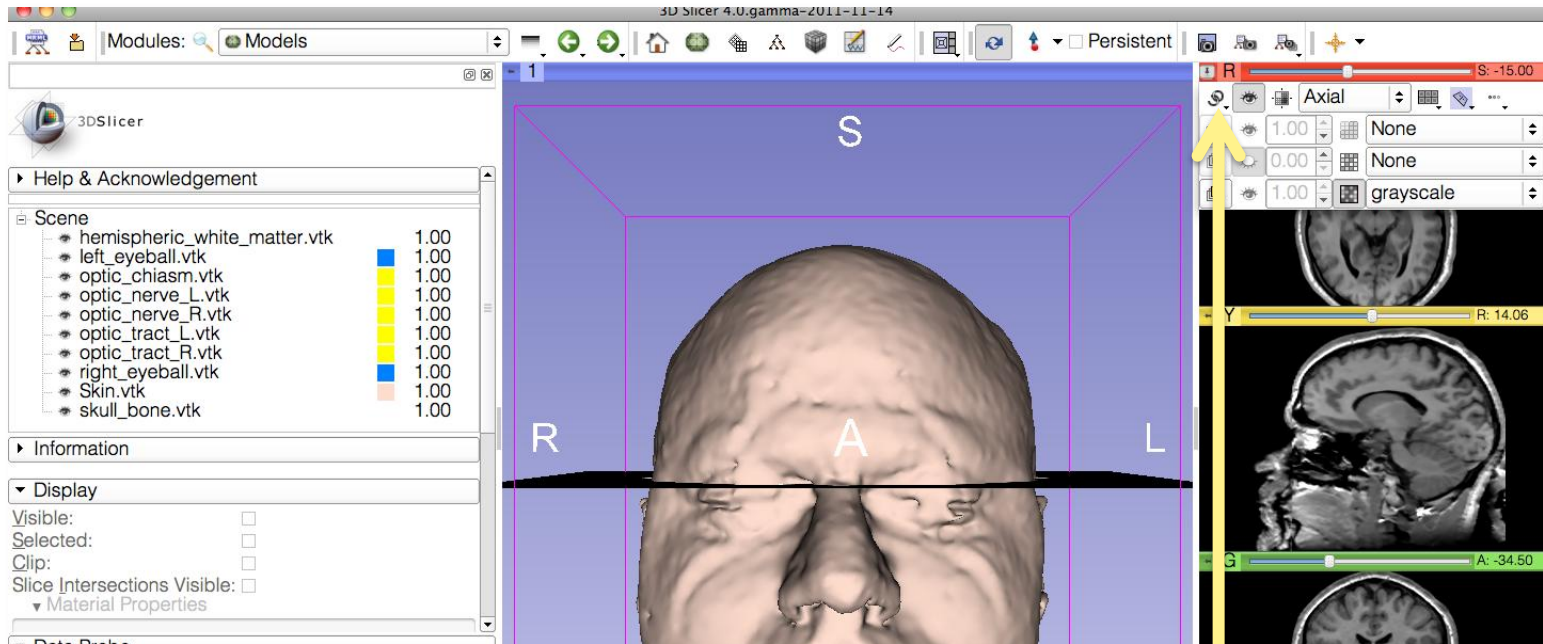 3D Slicer 4.0.gamma-2011-11-14
Modules: Models Persistent
1
R S: -15.00
Axial
1.00 None
0.00 None
1.00 grayscale
3DSlicer
Help & Acknowledgement
Scene
hemispheric_white_matter.vtk 1.00
left_eyeball.vtk 1.00
optic_chiasm.vtk 1.00
optic_nerve_L.vtk 1.00
optic_nerve_R.vtk 1.00
optic_tract_L.vtk 1.00
optic_tract_R.vtk 1.00
right_eyeball.vtk 1.00
Skin.vtk 1.00
skull_bone.vtk 1.00
Information
Display
Visible:
Selected:
Clip:
Slice Intersections Visible:
Material Properties
Data Probe
S
R A L
Y R: 14.06
G A: -34.50